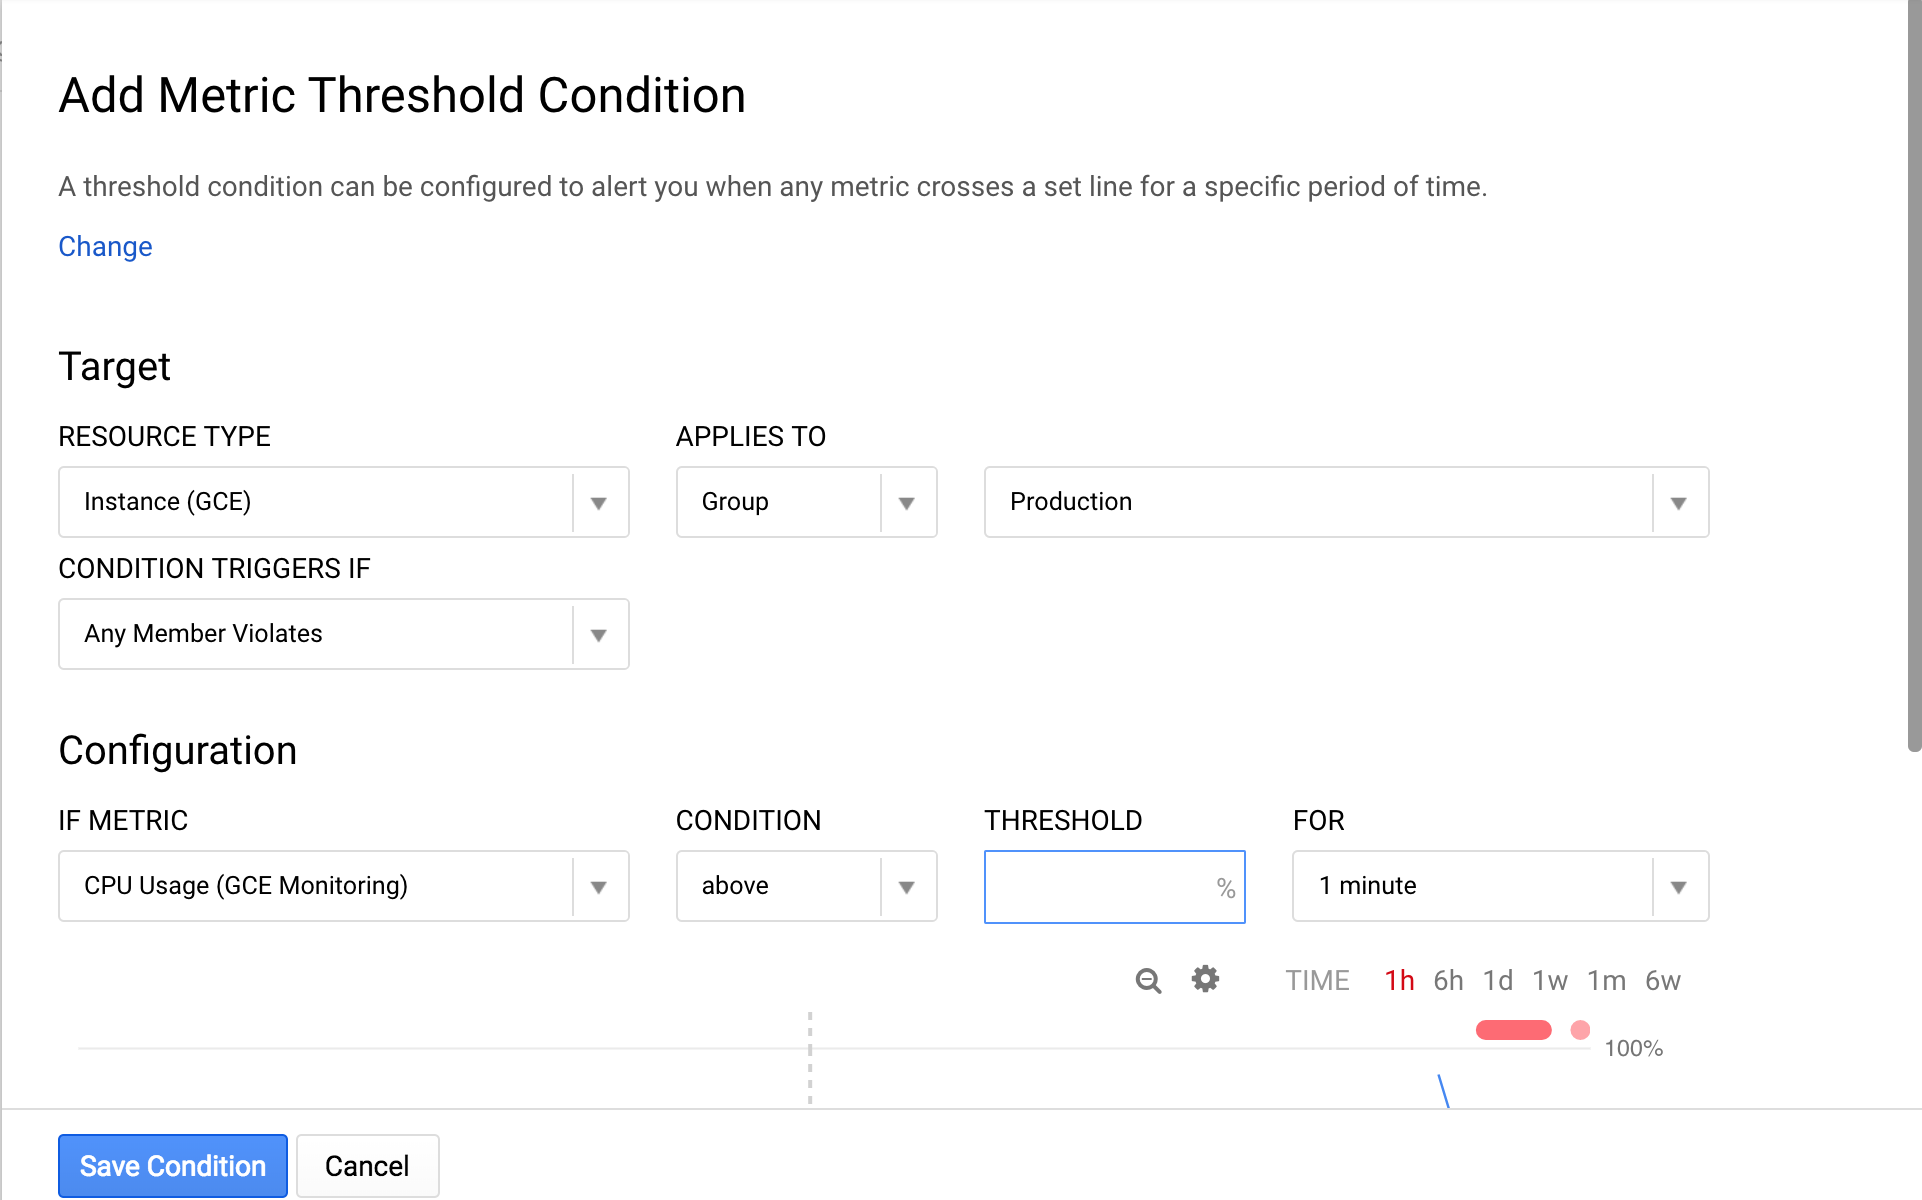 Add Metric Threshold Condition
A threshold condition can be configured to alert you when any metric crosses a set line for a specific period of time.
Change
Target
RESOURCE TYPE
APPLIES TO
Instance (GCE)
Group
Production
CONDITION TRIGGERS IF
Any Member Violates
Configuration
IF METRIC
CONDITION
THRESHOLD
FOR
CPU Usage (GCE Monitoring)
above
%
1 minute
TIME 1h 6h 1d 1w 1m 6w
100%
Save Condition
Cancel